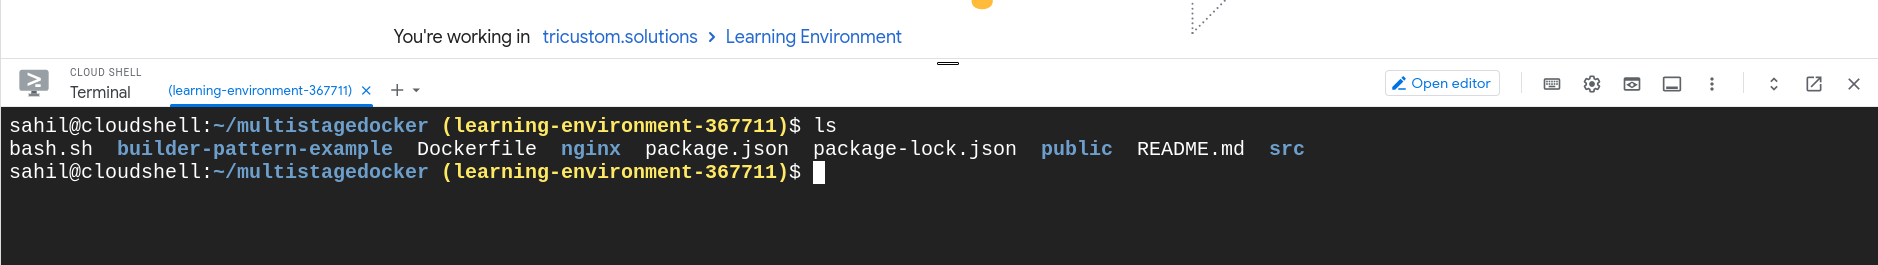 You're working in tricustom.solutions > Learning Environment
CLOUD SHELL
Terminal (learning-environment-367711) Open editor
sahil@cloudshell:~/multistagedocker (learning-environment-367711)$ ls
bash.sh builder-pattern-example Dockerfile nginx package.json package-lock.json public README.md src
sahil@cloudshell:~/multistagedocker (learning-environment-367711)$